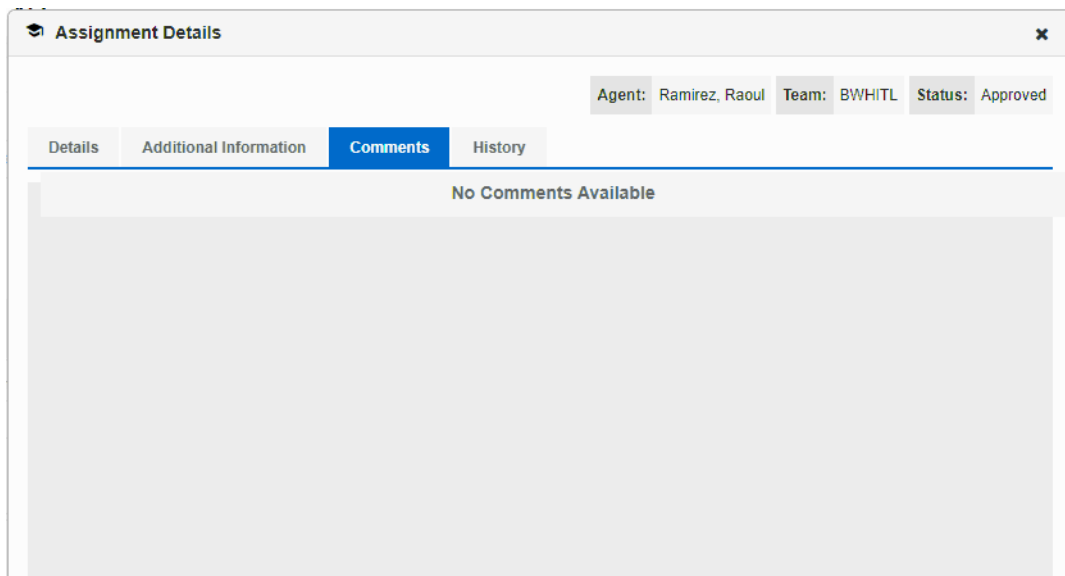 Assignment Details
Agent: Ramirez, Raoul Team: BWHITL Status: Approved
Details Additional Information Comments History
No Comments Available